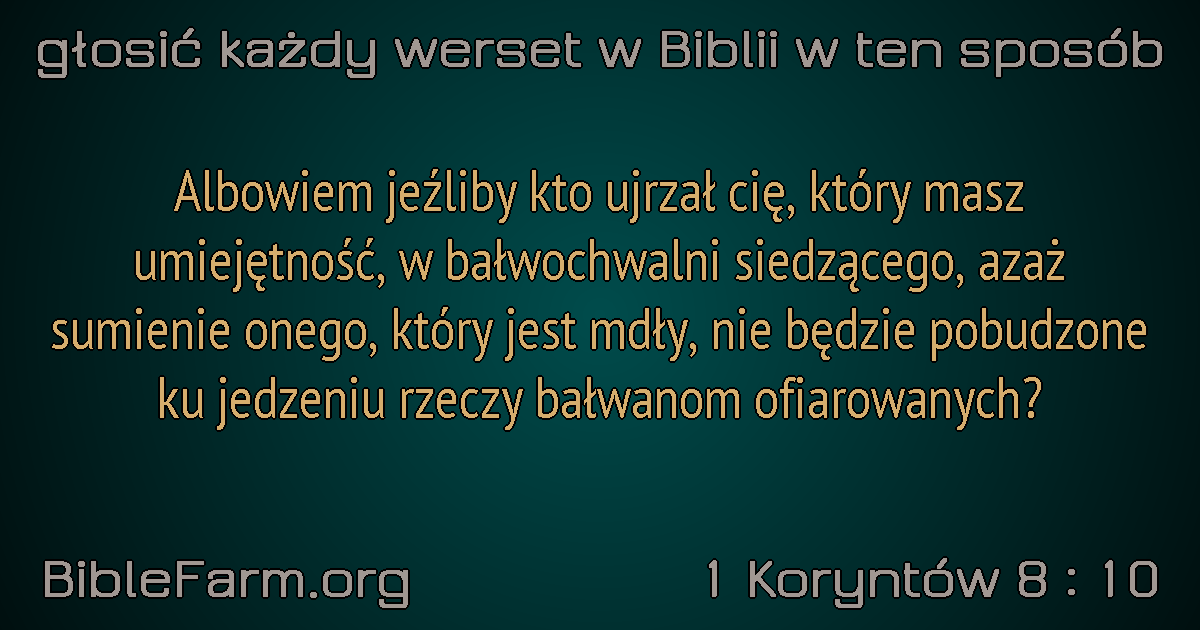 głosić każdy werset w Biblii w ten sposób
Albowiem jeźliby kto ujrzał cię, który masz
umiejętność, w bałwochwalni siedzącego, azaż
sumienie onego, który jest mdły, nie będzie pobudzone
ku jedzeniu rzeczy bałwanom ofiarowanych?
BibleFarm.org
1 Koryntów 8 : 10